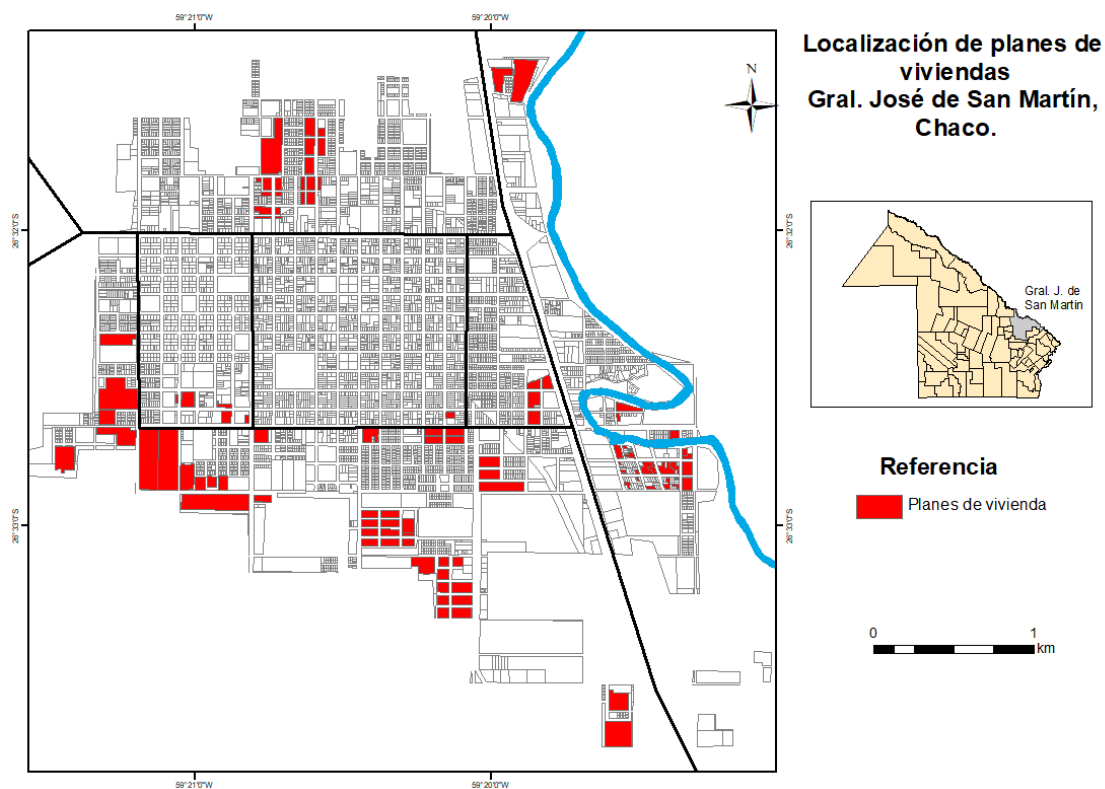 59°21'0"W
59°20'0"W
Localización de planes de
viviendas
Gral. José de San Martín,
Chaco.
N
26°32'0"S
26°32'0"S
Gral. J. de
San Martin
Referencia
Planes de vivienda
26°33'0"S
26°33'0"S
0
1
km
59°21'0"W
59°20'0"W